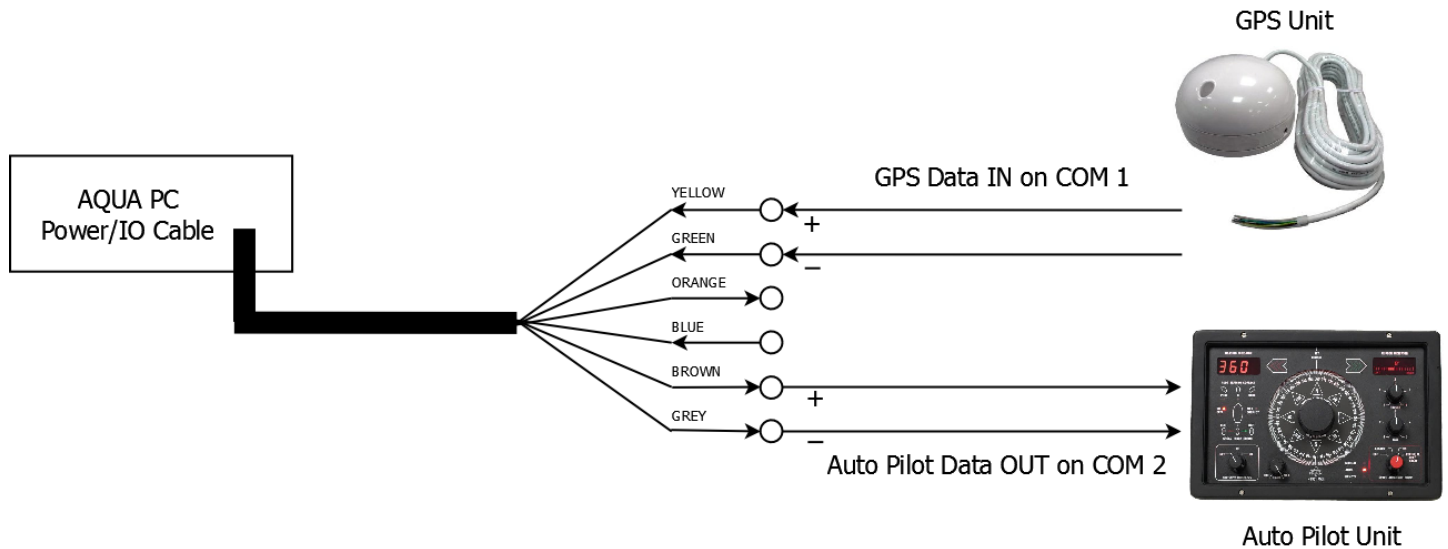 GPS Unit
GPS Data IN on COM 1
AQUA PC
Power/IO Cable
YELLOW
+
GREEN
–
ORANGE
BLUE
BROWN
+
GREY
–
Auto Pilot Data OUT on COM 2
360
Auto Pilot Unit